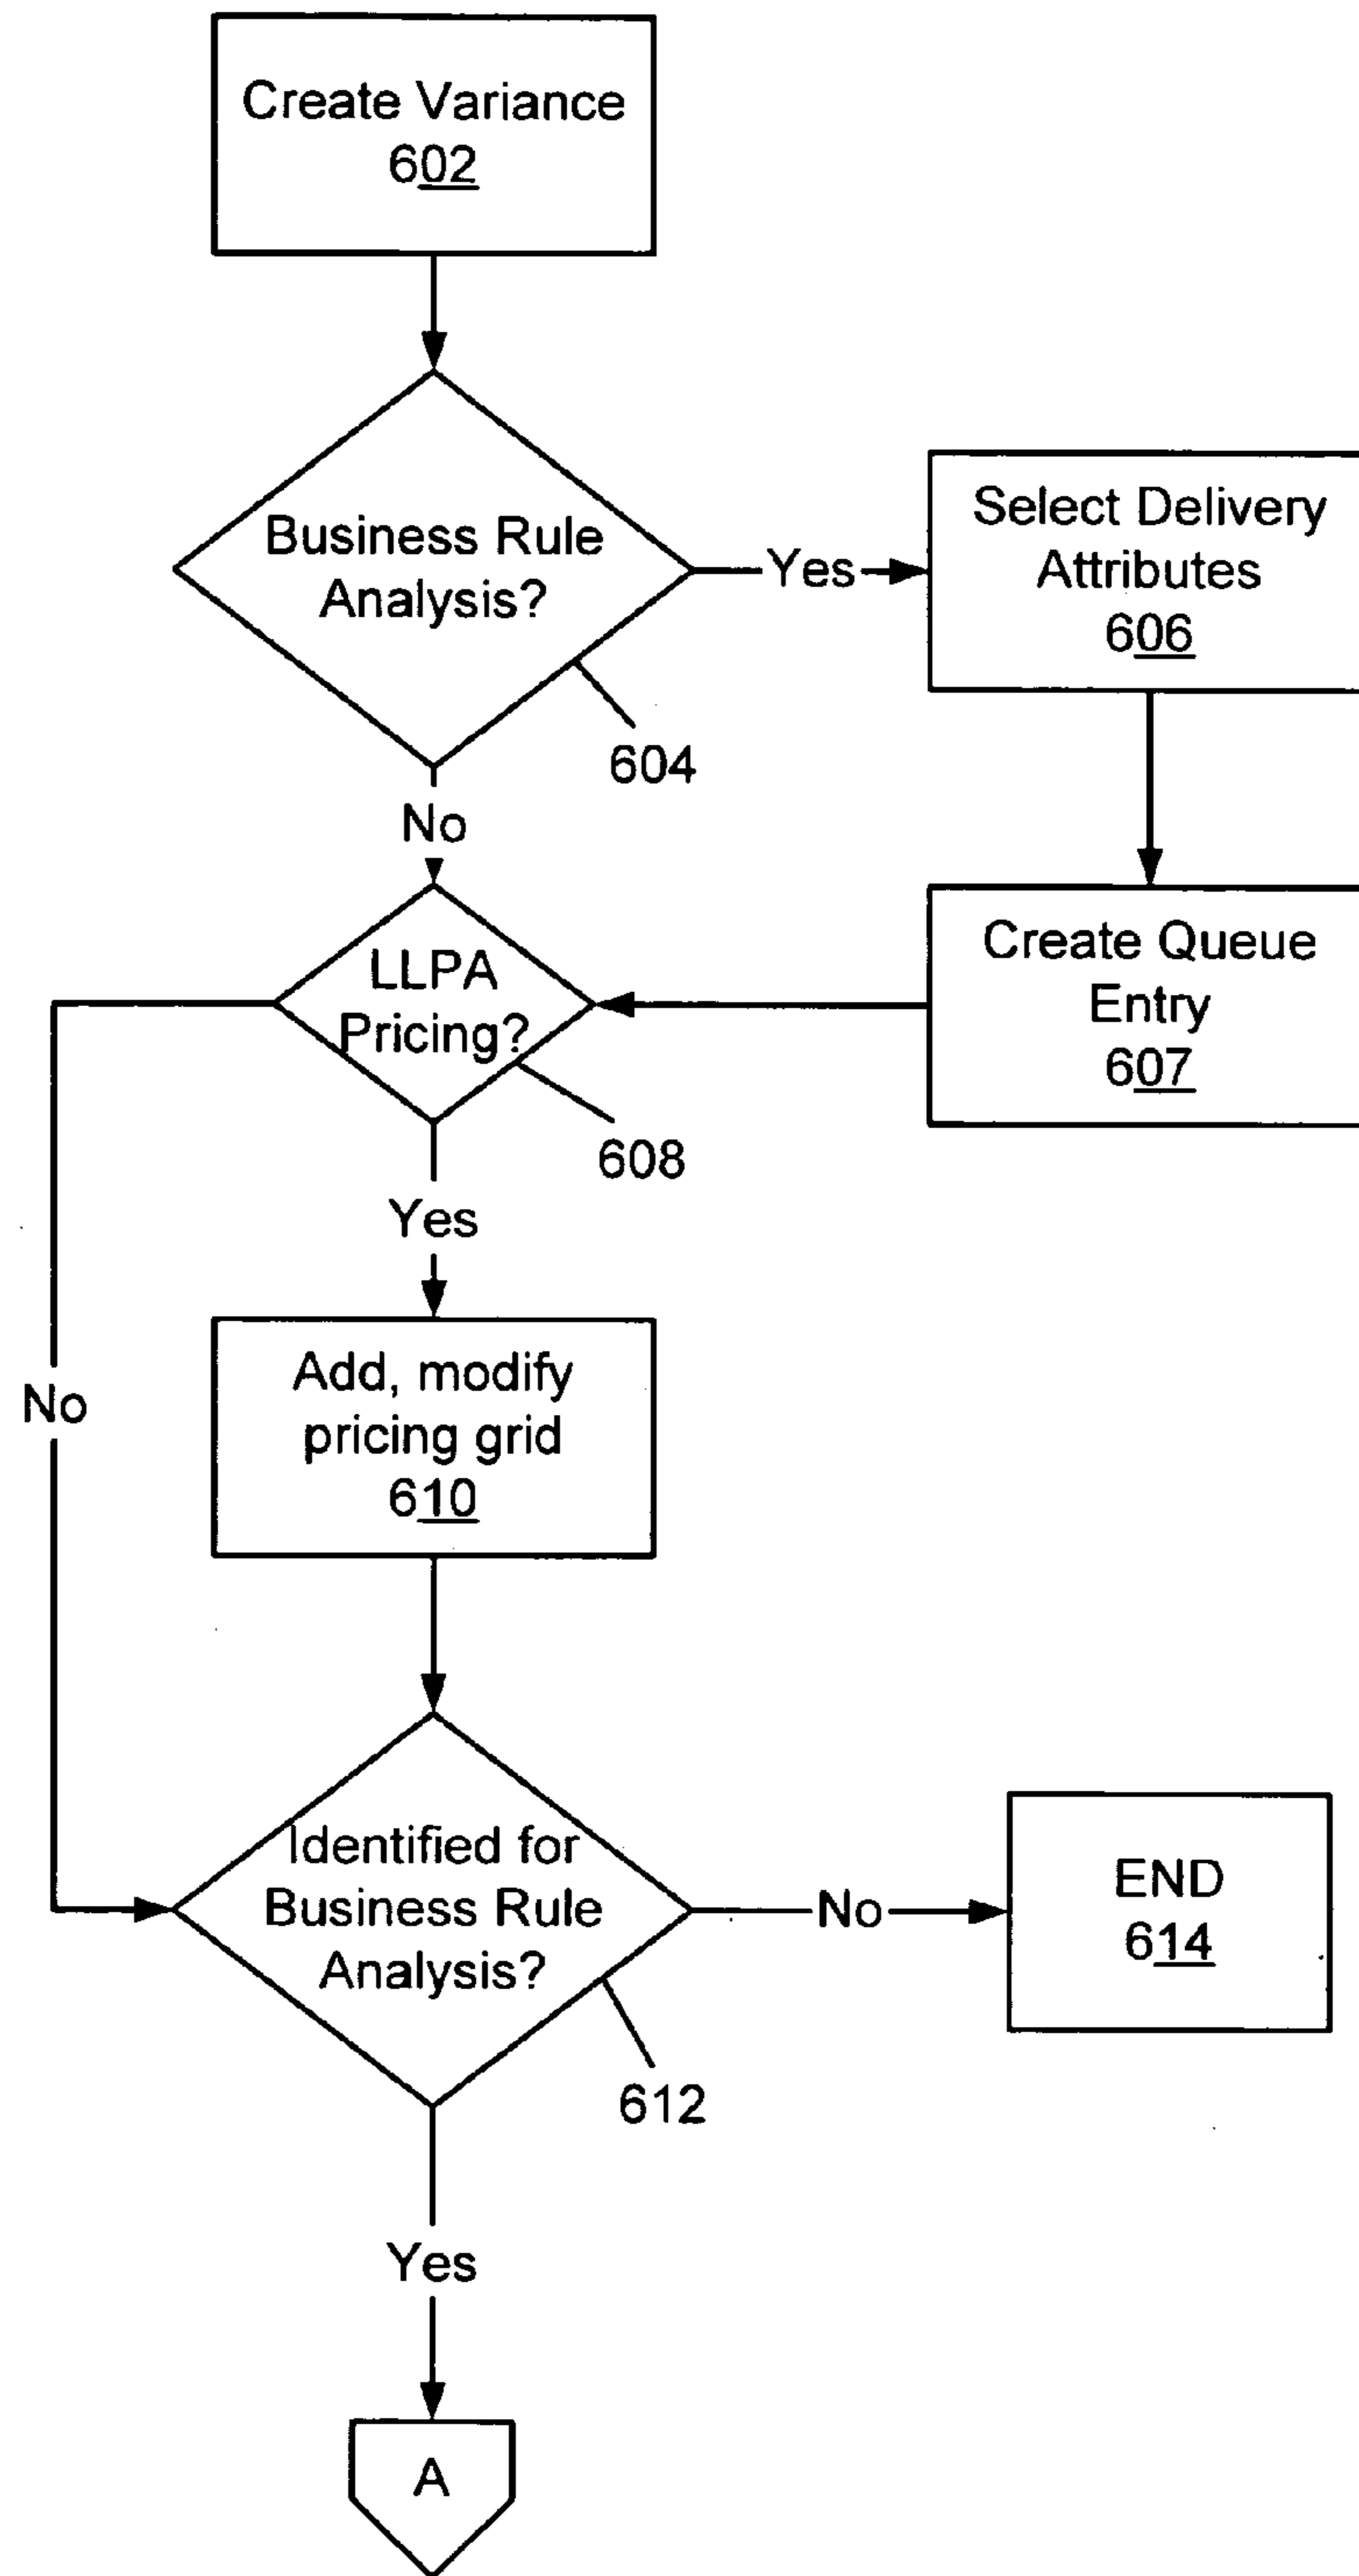 Create Variance
602
Business Rule
Analysis?
Yes
Select Delivery
Attributes
606
604
No
LLPA
Pricing?
Create Queue
Entry
607
608
Yes
Add, modify
pricing grid
610
No
Identified for
Business Rule
Analysis?
No
END
614
612
Yes
A